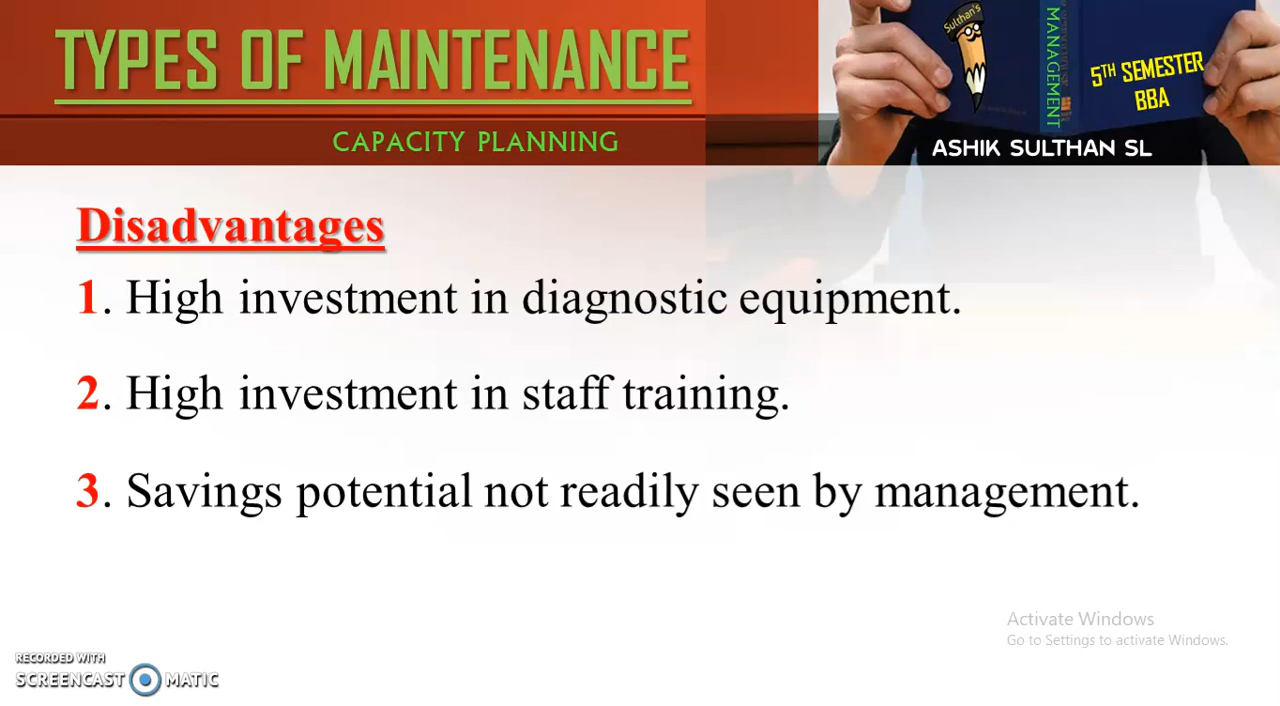 TYPES OF MAINTENANCE
CAPACITY PLANNING
Sulthan's
MANAGEMENT
5TH SEMESTER
BBA
ASHIK SULTHAN SL
Disadvantages
1. High investment in diagnostic equipment.
2. High investment in staff training.
3. Savings potential not readily seen by management.
Activate Windows
Go to Settings to activate Windows.
RECORDED WITH
SCREENCAST MATIC